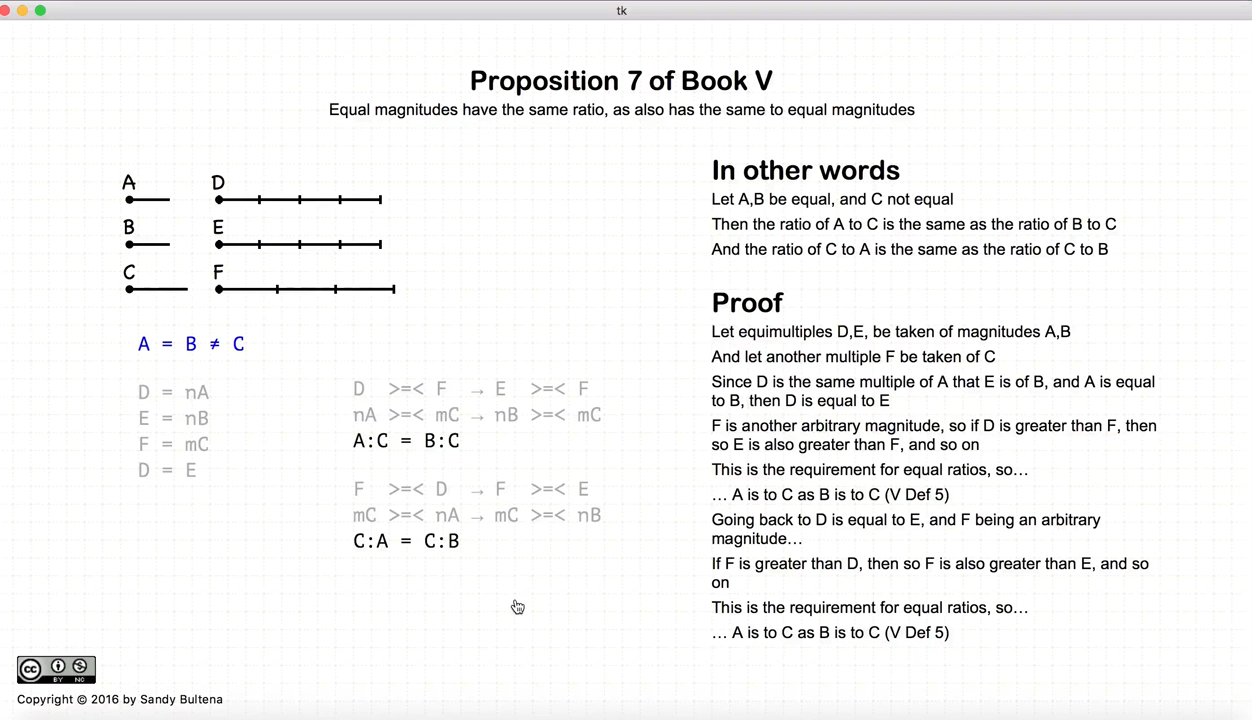 tk
Proposition 7 of Book V
Equal magnitudes have the same ratio, as also has the same to equal magnitudes
A D
B E
C F
A = B ≠ C
D = nA
E = nB
F = mC
D = E
D >=< F → E >=< F
nA >=< mC → nB >=< mC
A:C = B:C
F >=< D → F >=< E
mC >=< nA → mC >=< nB
C:A = C:B
In other words
Let A,B be equal, and C not equal
Then the ratio of A to C is the same as the ratio of B to C
And the ratio of C to A is the same as the ratio of C to B
Proof
Let equimultiples D,E, be taken of magnitudes A,B
And let another multiple F be taken of C
Since D is the same multiple of A that E is of B, and A is equal
to B, then D is equal to E
F is another arbitrary magnitude, so if D is greater than F, then
so E is also greater than F, and so on
This is the requirement for equal ratios, so…
… A is to C as B is to C (V Def 5)
Going back to D is equal to E, and F being an arbitrary
magnitude…
If F is greater than D, then so F is also greater than E, and so
on
This is the requirement for equal ratios, so…
… A is to C as B is to C (V Def 5)
cc
BY NC
Copyright © 2016 by Sandy Bultena